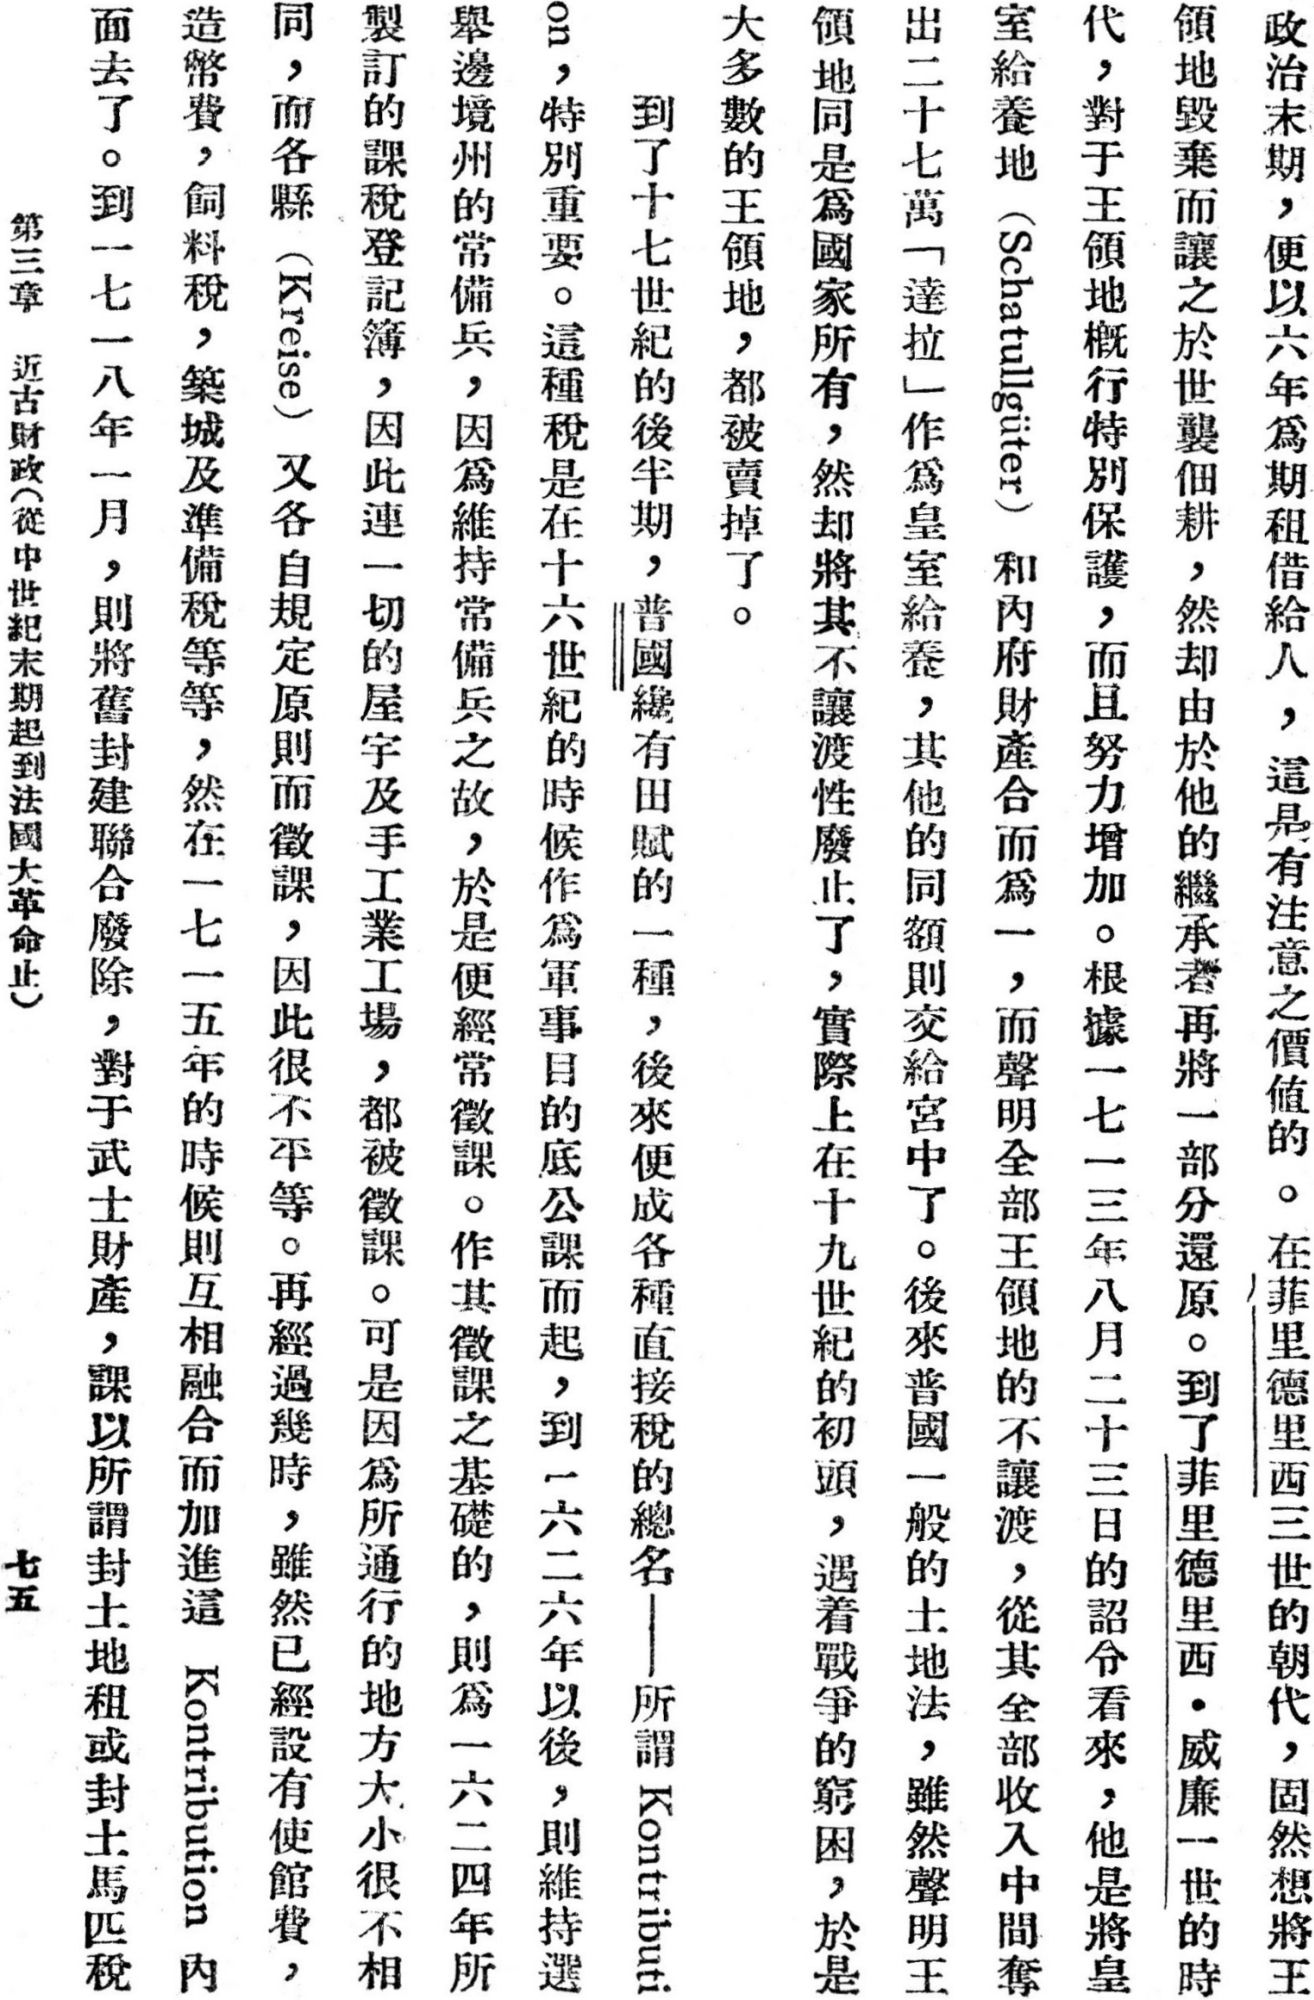 政治末期，便以六年爲期租借給人，這是有注意之價值的。在菲里德里西三世的朝代，固然想將王
領地毀棄而讓之於世襲佃耕，然却由於他的繼承者再將一部分還原。到了菲里德里西・威廉一世的時
代，對于王領地槪行特別保護，而且努力增加。根據一七一三年八月二十三日的詔令看來，他是將皇
室給養地（Schatullgüter）和內府財產合而爲一，而聲明全部王領地的不讓渡，從其全部收入中間奪
出二十七萬「達拉」作爲皇室給養，其他的同額則交給宮中了。後來普國一般的土地法，雖然聲明王
領地同是爲國家所有，然却將其不讓渡性廢止了，實際上在十九世紀的初頭，遇着戰爭的窮困，於是
大多數的王領地，都被賣掉了。
到了十七世紀的後半期，普國纔有田賦的一種，後來便成各種直接稅的總名——所謂 Kontributi
on，特別重要。這種稅是在十六世紀的時候作爲軍事目的底公課而起，到一六二六年以後，則維持選
舉邊境州的常備兵，因爲維持常備兵之故，於是便經常徵課。作其徵課之基礎的，則爲一六二四年所
製訂的課稅登記簿，因此連一切的屋宇及手工業工場，都被徵課。可是因爲所通行的地方大小很不相
同，而各縣（Kreise）又各自規定原則而徵課，因此很不平等。再經過幾時，雖然已經設有使館費，
造幣費，飼料稅，築城及準備稅等等，然在一七一五年的時候則互相融合而加進這 Kontribution 內
面去了。到一七一八年一月，則將舊封建聯合廢除，對于武士財產，課以所謂封土地租或封土馬匹稅
第三章 近古財政（從中世紀末期起到法國大革命止） 七五